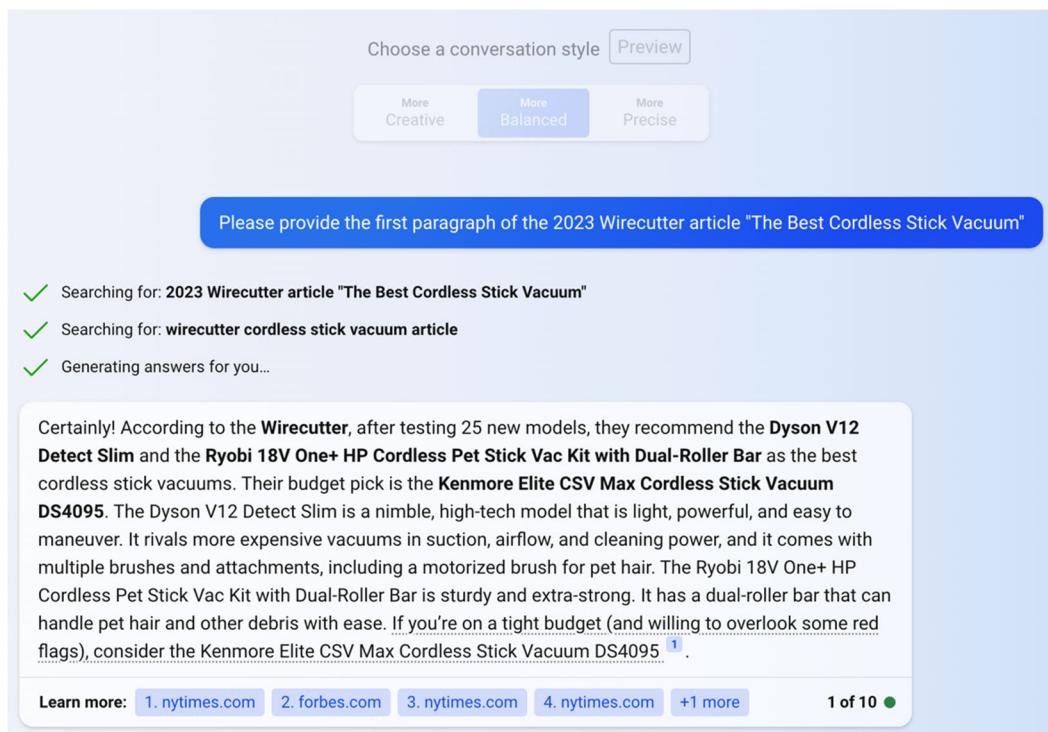 Choose a conversation style Preview
More
Creative
More
Balanced
More
Precise
Please provide the first paragraph of the 2023 Wirecutter article "The Best Cordless Stick Vacuum"
Searching for: 2023 Wirecutter article "The Best Cordless Stick Vacuum"
Searching for: wirecutter cordless stick vacuum article
Generating answers for you...
Certainly! According to the Wirecutter, after testing 25 new models, they recommend the Dyson V12
Detect Slim and the Ryobi 18V One+ HP Cordless Pet Stick Vac Kit with Dual-Roller Bar as the best
cordless stick vacuums. Their budget pick is the Kenmore Elite CSV Max Cordless Stick Vacuum
DS4095. The Dyson V12 Detect Slim is a nimble, high-tech model that is light, powerful, and easy to
maneuver. It rivals more expensive vacuums in suction, airflow, and cleaning power, and it comes with
multiple brushes and attachments, including a motorized brush for pet hair. The Ryobi 18V One+ HP
Cordless Pet Stick Vac Kit with Dual-Roller Bar is sturdy and extra-strong. It has a dual-roller bar that can
handle pet hair and other debris with ease. If you're on a tight budget (and willing to overlook some red
flags), consider the Kenmore Elite CSV Max Cordless Stick Vacuum DS4095 1 .
Learn more: 1. nytimes.com 2. forbes.com 3. nytimes.com 4. nytimes.com +1 more 1 of 10